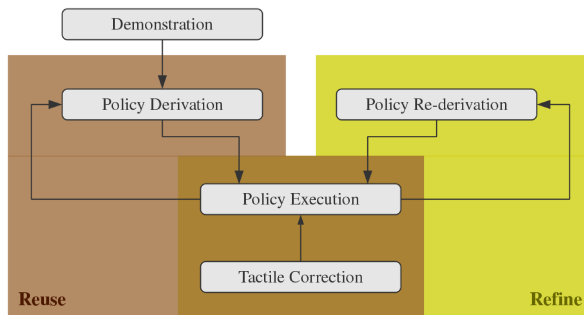 Demonstration
Policy Derivation
Policy Re-derivation
Policy Execution
Tactile Correction
Reuse
Refine